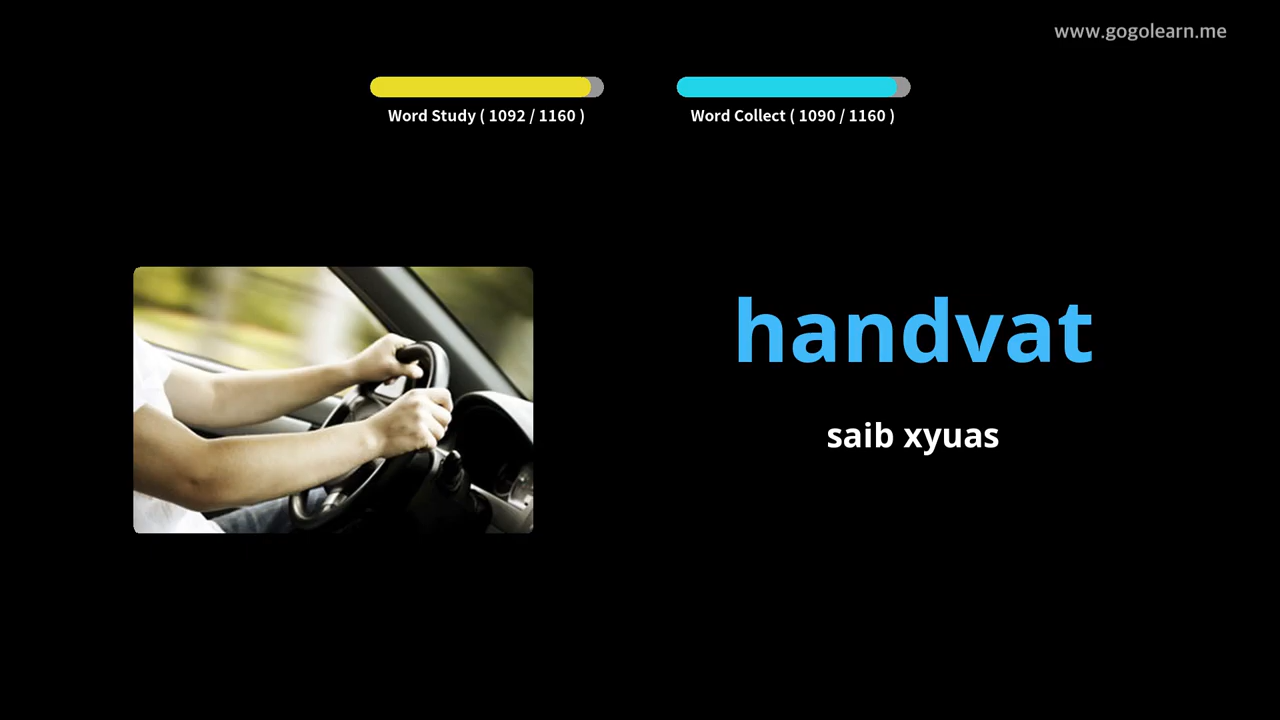 www.gogolearn.me
Word Study ( 1092 / 1160 )
Word Collect ( 1090 / 1160 )
handvat
saib xyuas